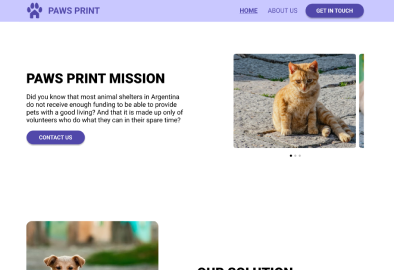 PAWS PRINT
HOME
ABOUT US
GET IN TOUCH
PAWS PRINT MISSION
Did you know that most animal shelters in Argentina
do not receive enough funding to be able to provide
pets with a good living? And that it is made up only of
volunteers who do what they can in their spare time?
CONTACT US
OUR SOLUTION